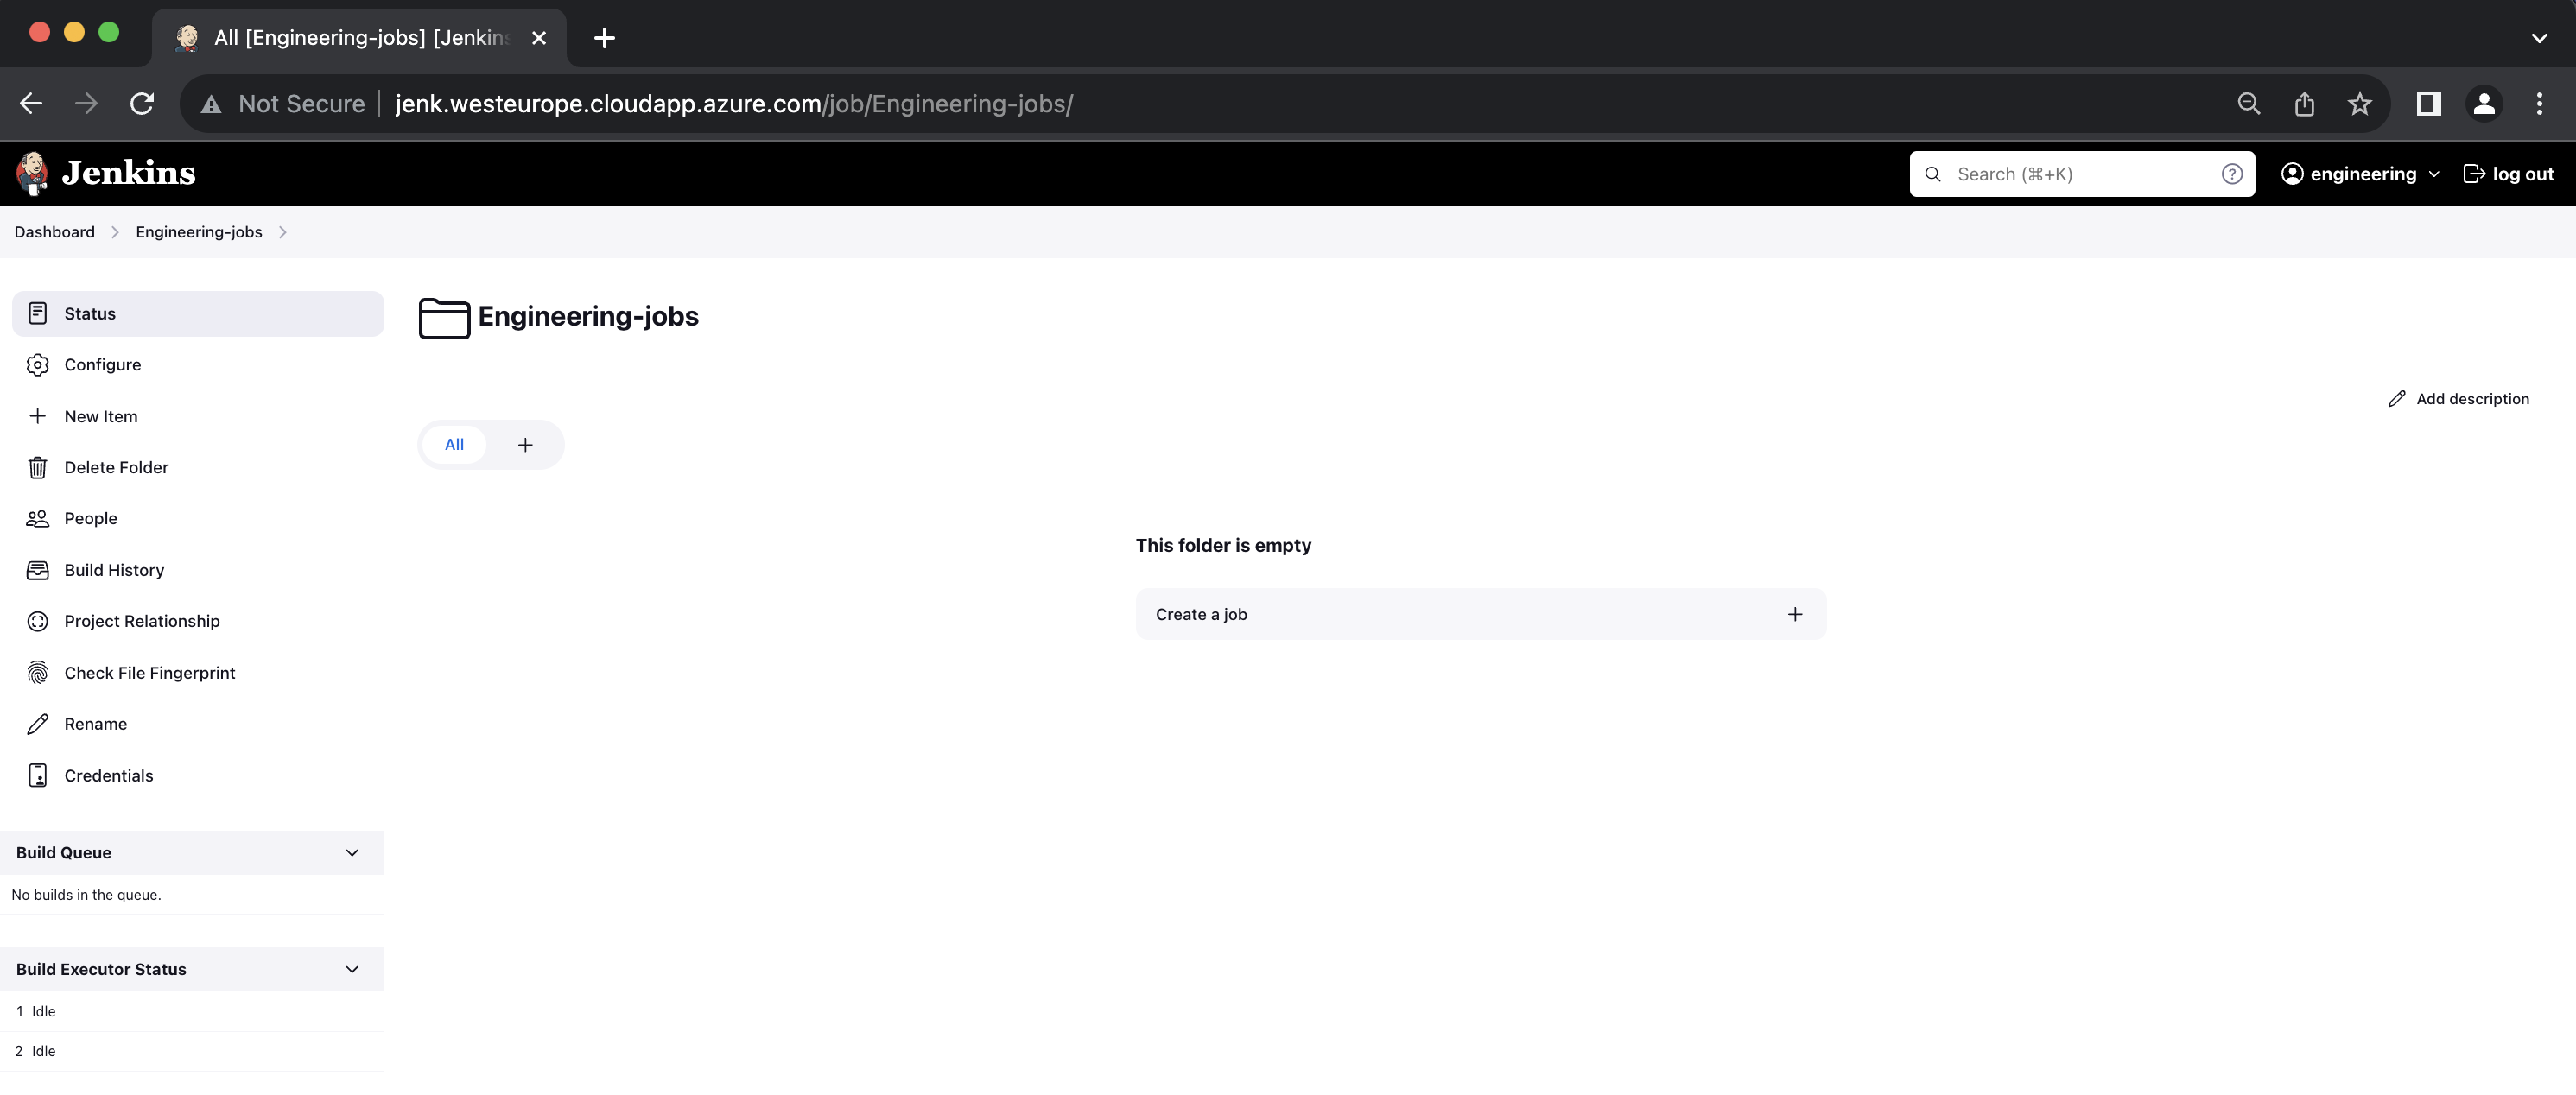 All [Engineering-jobs] [Jenkins
Not Secure jenk.westeurope.cloudapp.azure.com/job/Engineering-jobs/
Jenkins
Search (⌘+K)
engineering
log out
Dashboard
Engineering-jobs
Status
Configure
New Item
Delete Folder
People
Build History
Project Relationship
Check File Fingerprint
Rename
Credentials
Build Queue
No builds in the queue.
Build Executor Status
1 Idle
2 Idle
Engineering-jobs
Add description
All +
This folder is empty
Create a job +